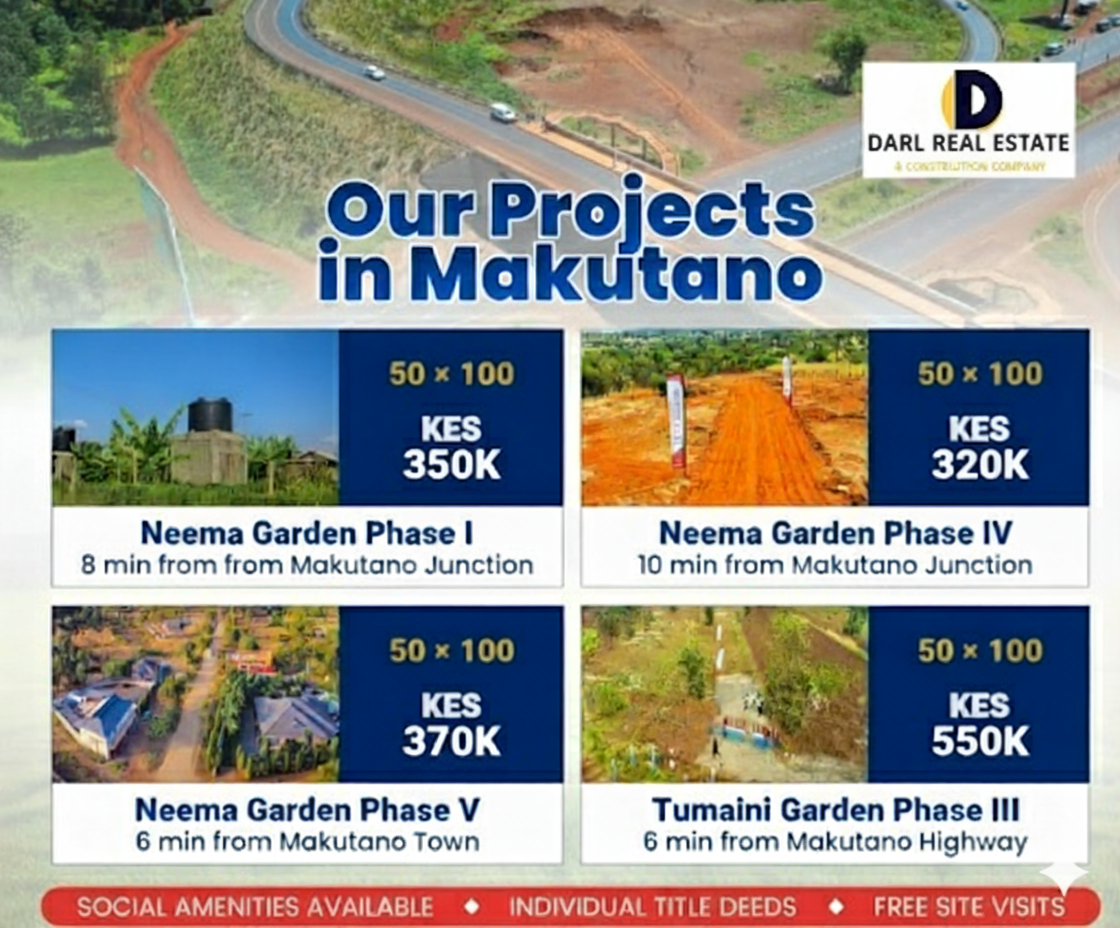 DARL REAL ESTATE
& CONSTRUCTION COMPANY
Our Projects
in Makutano
50 × 100
KES
350K
Neema Garden Phase I
8 min from from Makutano Junction
50 × 100
KES
320K
Neema Garden Phase IV
10 min from Makutano Junction
50 × 100
KES
370K
Neema Garden Phase V
6 min from Makutano Town
50 × 100
KES
550K
Tumaini Garden Phase III
6 min from Makutano Highway
SOCIAL AMENITIES AVAILABLE ◆ INDIVIDUAL TITLE DEEDS ◆ FREE SITE VISITS